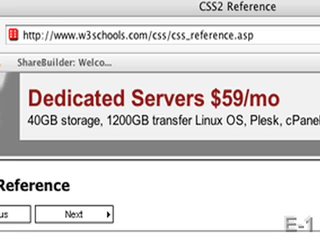 CSS2 Reference
http://www.w3schools.com/css/css_reference.asp
ShareBuilder: Welco...
Dedicated Servers $59/mo
40GB storage, 1200GB transfer Linux OS, Plesk, cPane
Reference
us Next
E-1